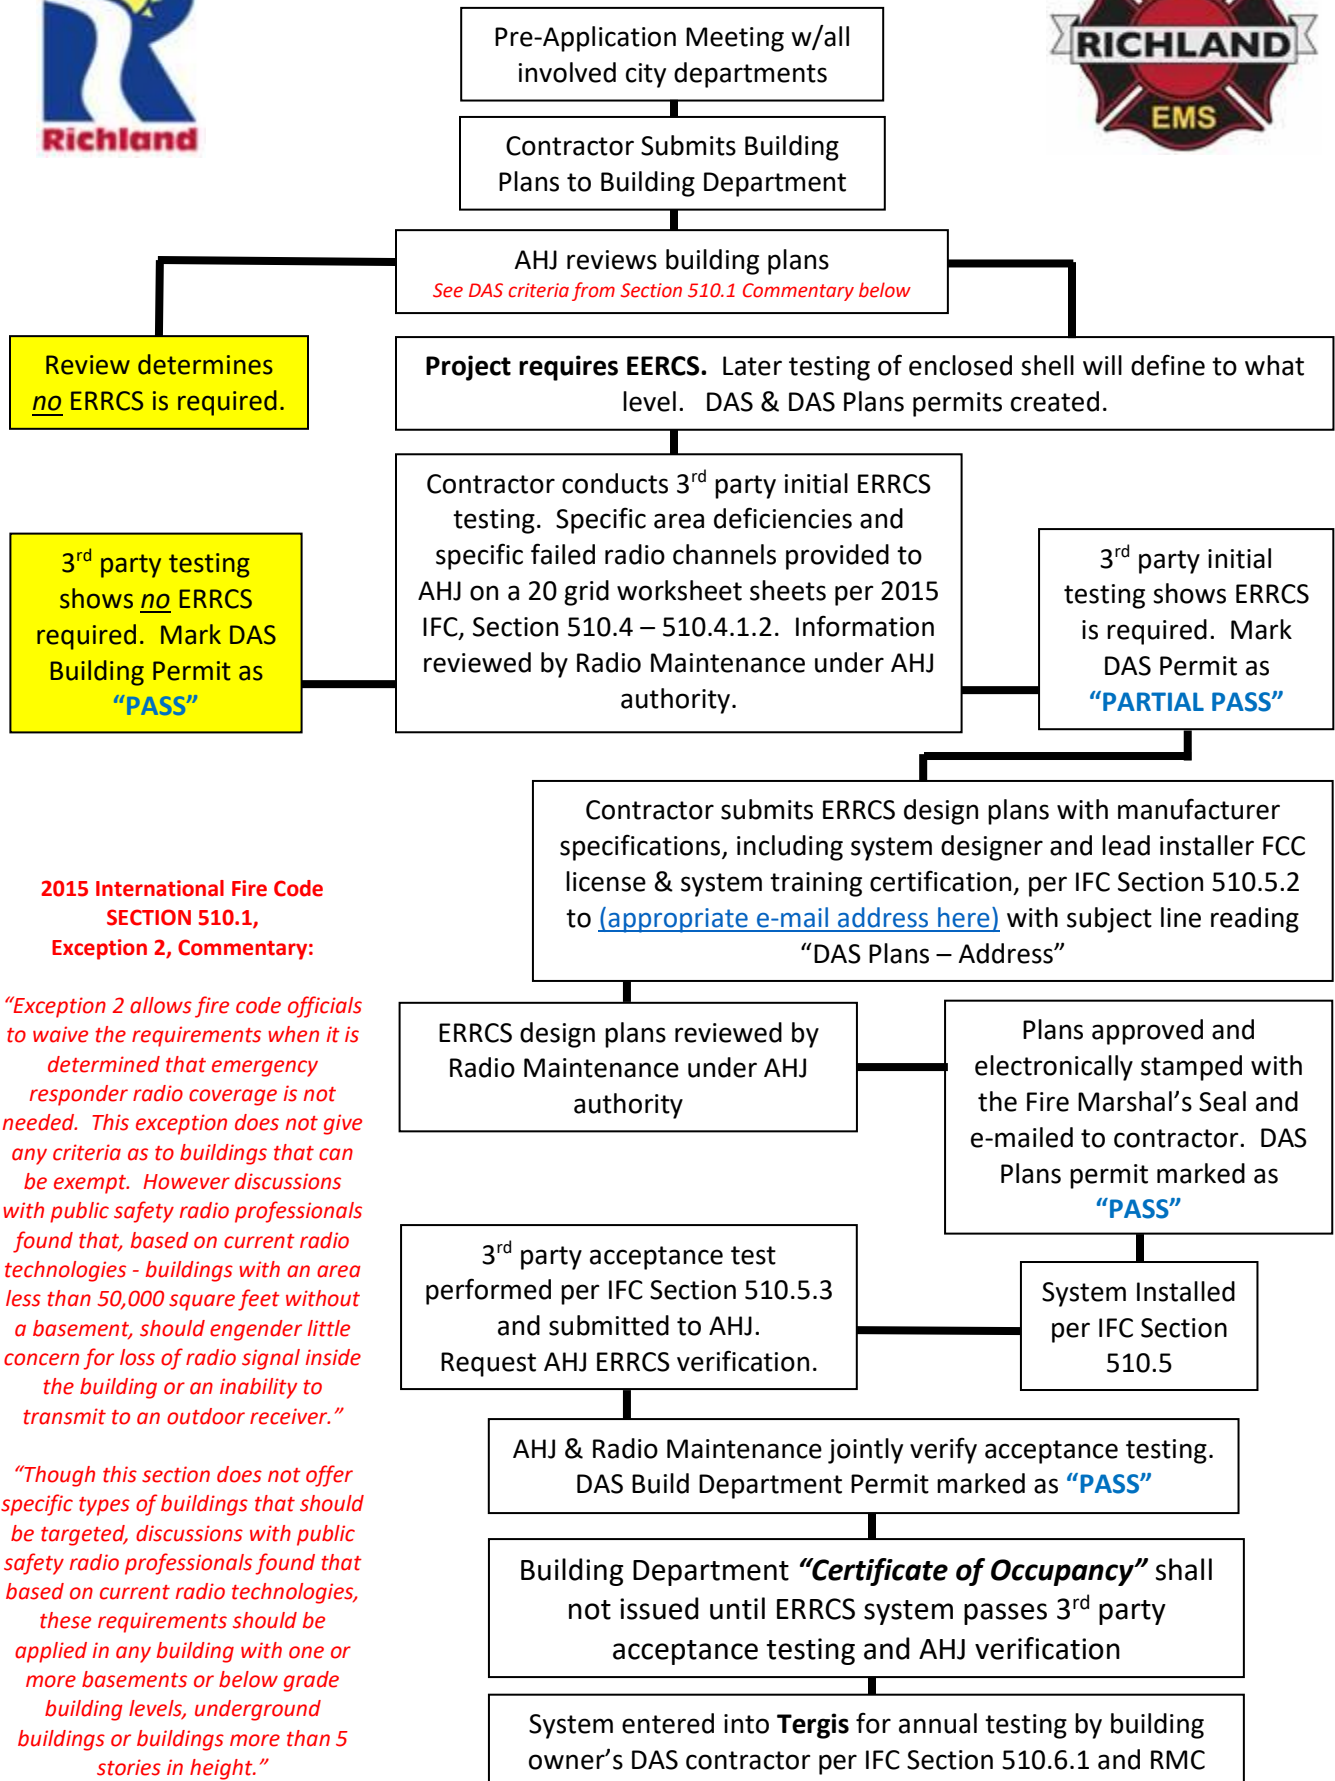 Richland
RICHLAND
EMS
Pre-Application Meeting w/all
involved city departments
Contractor Submits Building
Plans to Building Department
AHJ reviews building plans
See DAS criteria from Section 510.1 Commentary below
Review determines
no ERRCS is required.
Project requires EERCS.  Later testing of enclosed shell will define to what
level.   DAS & DAS Plans permits created.
Contractor conducts 3rd party initial ERRCS
testing.  Specific area deficiencies and
specific failed radio channels provided to
AHJ on a 20 grid worksheet sheets per 2015
IFC, Section 510.4 – 510.4.1.2.  Information
reviewed by Radio Maintenance under AHJ
authority.
3rd party testing
shows no ERRCS
required.  Mark DAS
Building Permit as
“PASS”
3rd party initial
testing shows ERRCS
is required.  Mark
DAS Permit as
“PARTIAL PASS”
Contractor submits ERRCS design plans with manufacturer
specifications, including system designer and lead installer FCC
license & system training certification, per IFC Section 510.5.2
to (appropriate e-mail address here) with subject line reading
“DAS Plans – Address”
ERRCS design plans reviewed by
Radio Maintenance under AHJ
authority
Plans approved and
electronically stamped with
the Fire Marshal’s Seal and
e-mailed to contractor.  DAS
Plans permit marked as
“PASS”
System Installed
per IFC Section
510.5
3rd party acceptance test
performed per IFC Section 510.5.3
and submitted to AHJ.
Request AHJ ERRCS verification.
AHJ & Radio Maintenance jointly verify acceptance testing.
DAS Build Department Permit marked as “PASS”
Building Department “Certificate of Occupancy” shall
not issued until ERRCS system passes 3rd party
acceptance testing and AHJ verification
System entered into Tergis for annual testing by building
owner’s DAS contractor per IFC Section 510.6.1 and RMC
2015 International Fire Code
SECTION 510.1,
Exception 2, Commentary:
“Exception 2 allows fire code officials
to waive the requirements when it is
determined that emergency
responder radio coverage is not
needed.  This exception does not give
any criteria as to buildings that can
be exempt.  However discussions
with public safety radio professionals
found that, based on current radio
technologies - buildings with an area
less than 50,000 square feet without
a basement, should engender little
concern for loss of radio signal inside
the building or an inability to
transmit to an outdoor receiver.”
“Though this section does not offer
specific types of buildings that should
be targeted, discussions with public
safety radio professionals found that
based on current radio technologies,
these requirements should be
applied in any building with one or
more basements or below grade
building levels, underground
buildings or buildings more than 5
stories in height.”